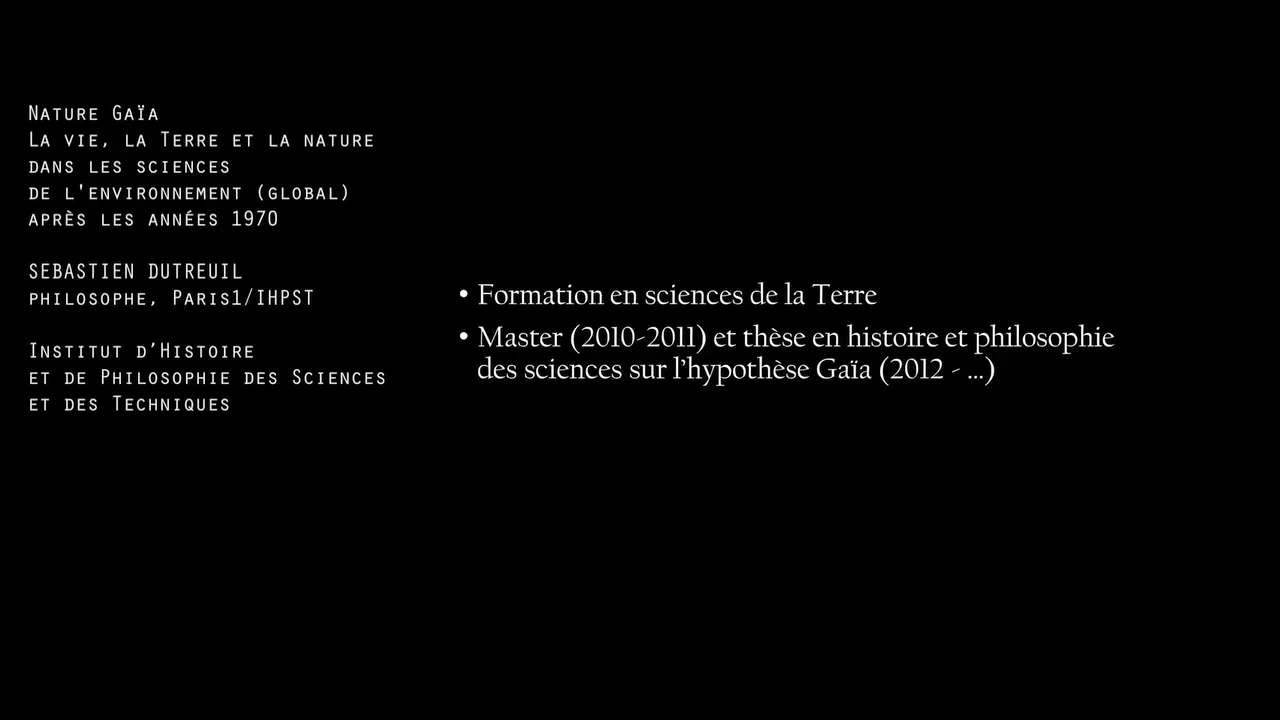 Nature Gaïa
La vie, la Terre et la nature
dans les sciences
de l'environnement (global)
après les années 1970
SEBASTIEN DUTREUIL
philosophe, Paris1/IHPST
Institut d’Histoire
et de Philosophie des Sciences
et des Techniques
• Formation en sciences de la Terre
• Master (2010-2011) et thèse en histoire et philosophie
des sciences sur l’hypothèse Gaïa (2012 - ...)